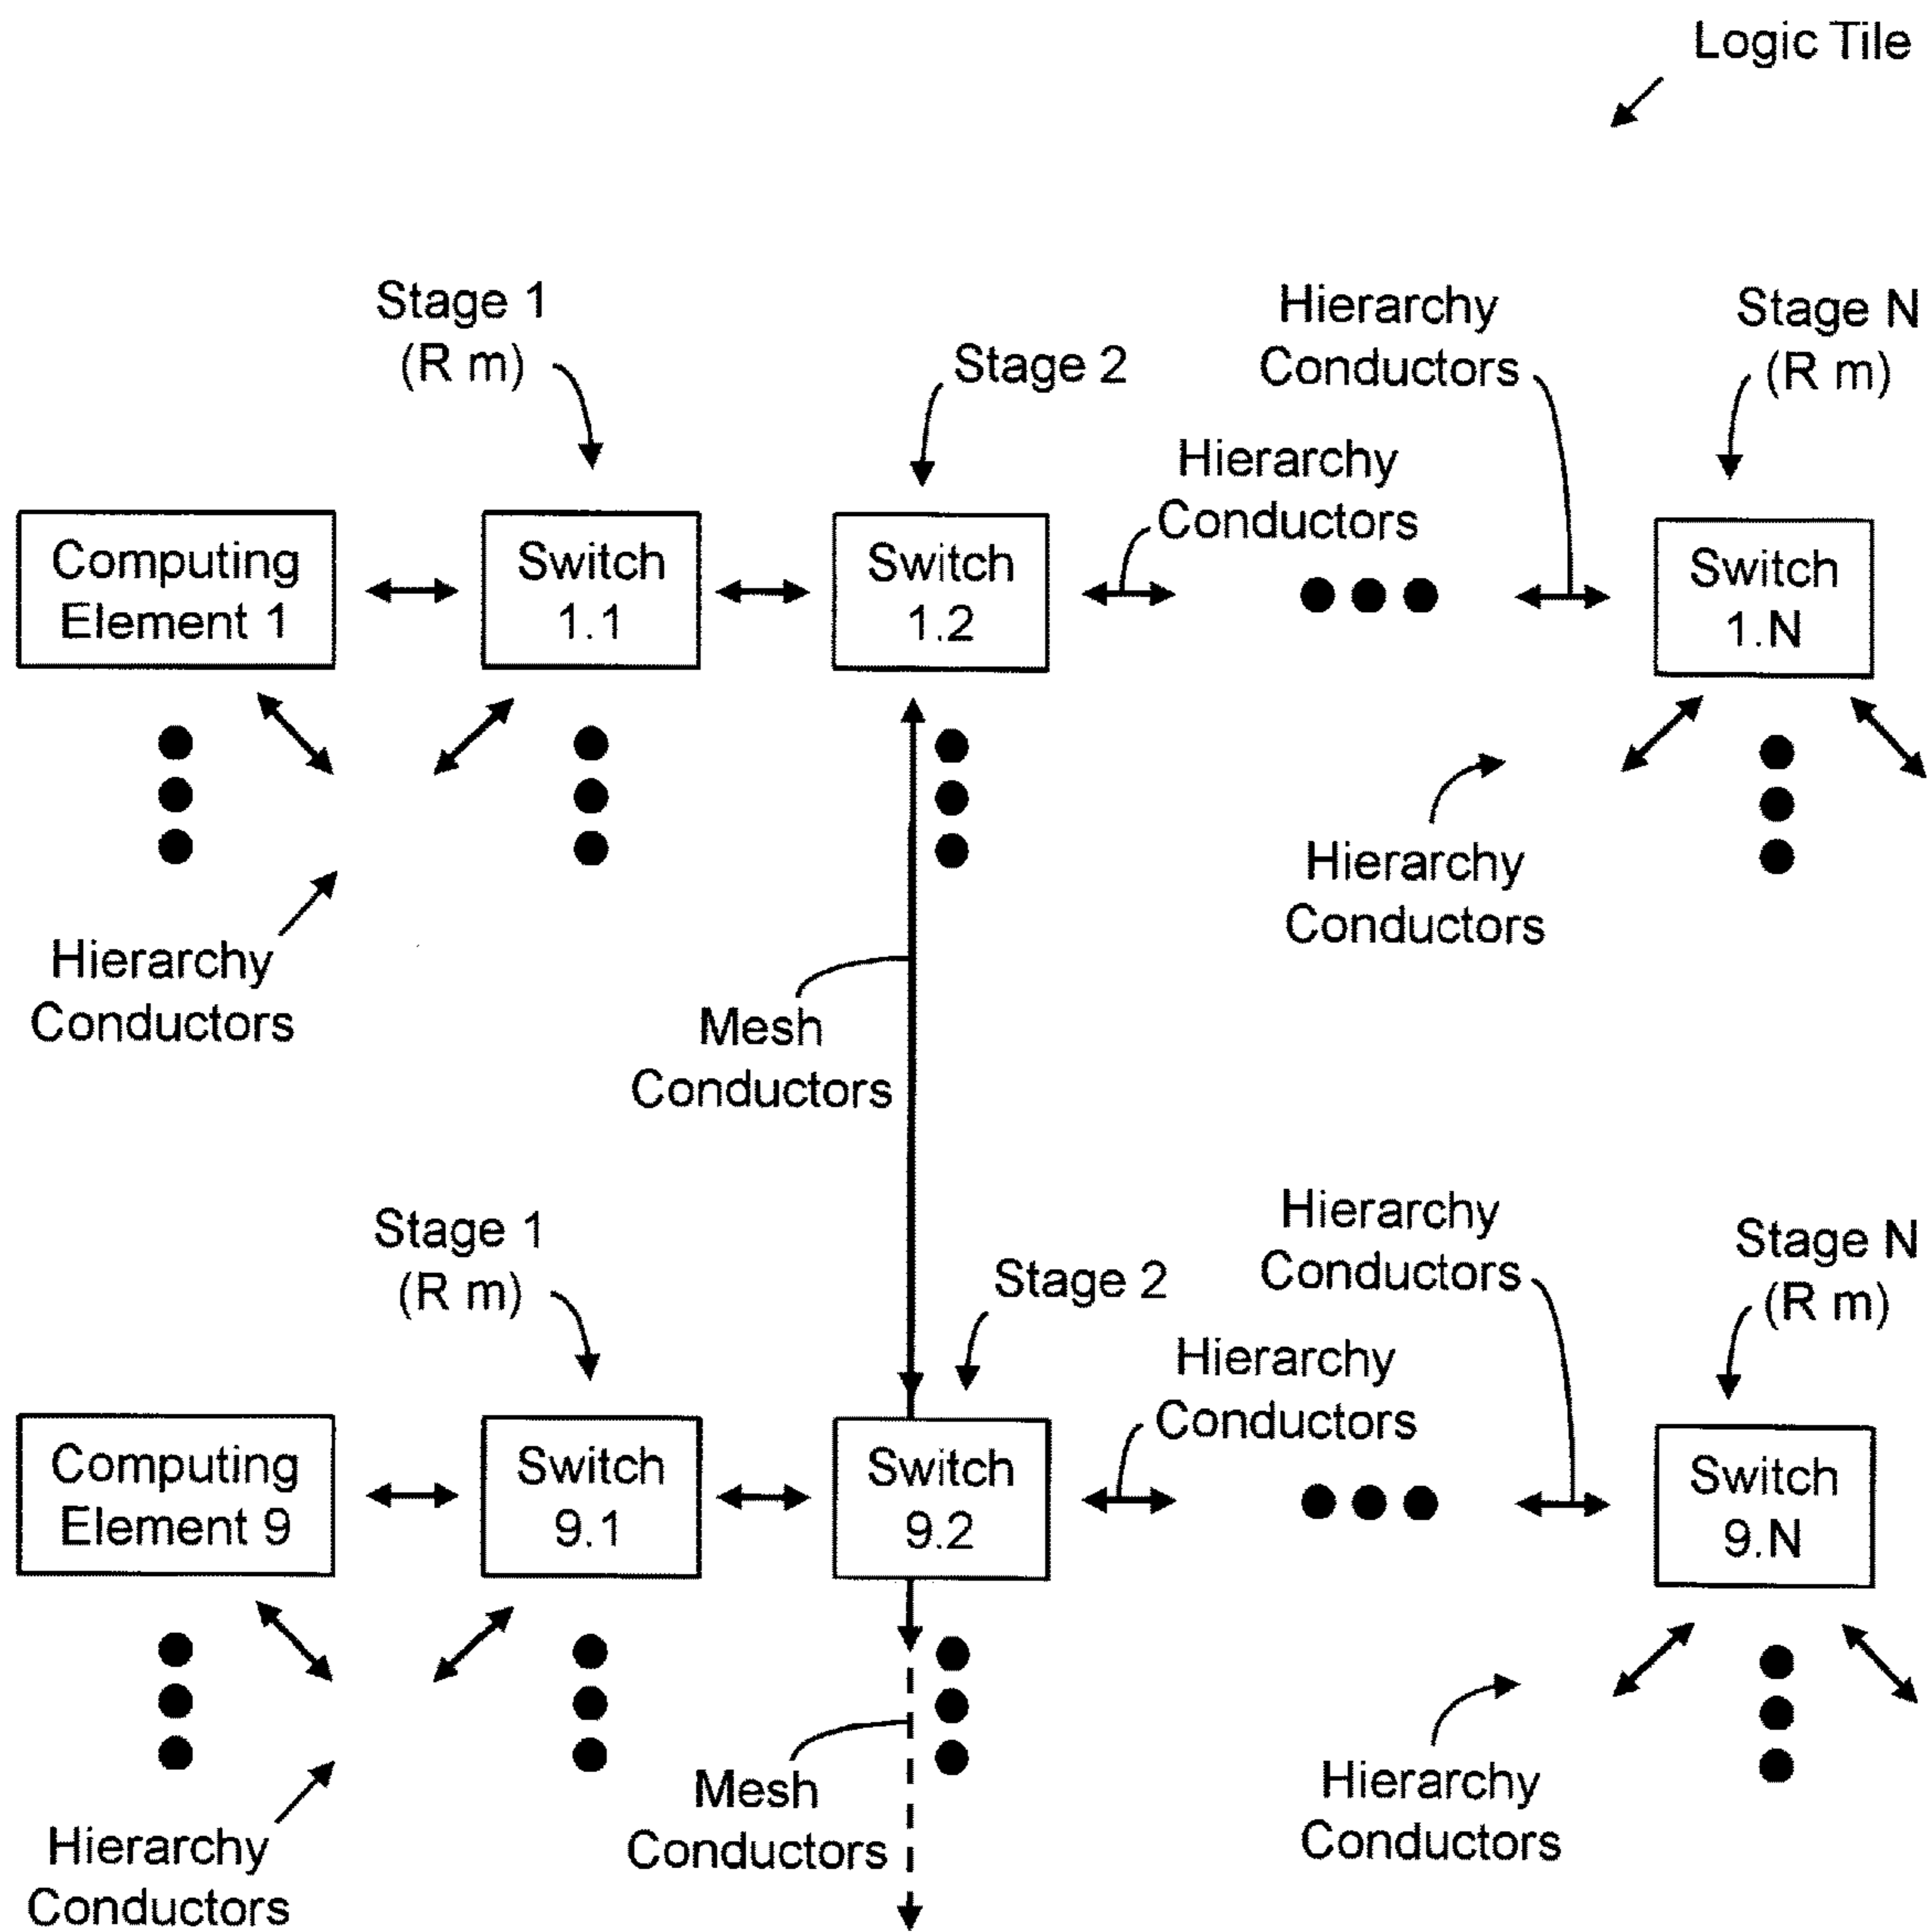 Logic Tile
Stage 1
(R m)
Stage 2
Hierarchy
Conductors
Stage N
(R m)
Hierarchy
Conductors
Computing
Element 1
Switch
1.1
Switch
1.2
Switch
1.N
Hierarchy
Conductors
Hierarchy
Conductors
Mesh
Conductors
Stage 1
(R m)
Stage 2
Hierarchy
Conductors
Stage N
(R m)
Hierarchy
Conductors
Computing
Element 9
Switch
9.1
Switch
9.2
Switch
9.N
Hierarchy
Conductors
Mesh
Conductors
Hierarchy
Conductors